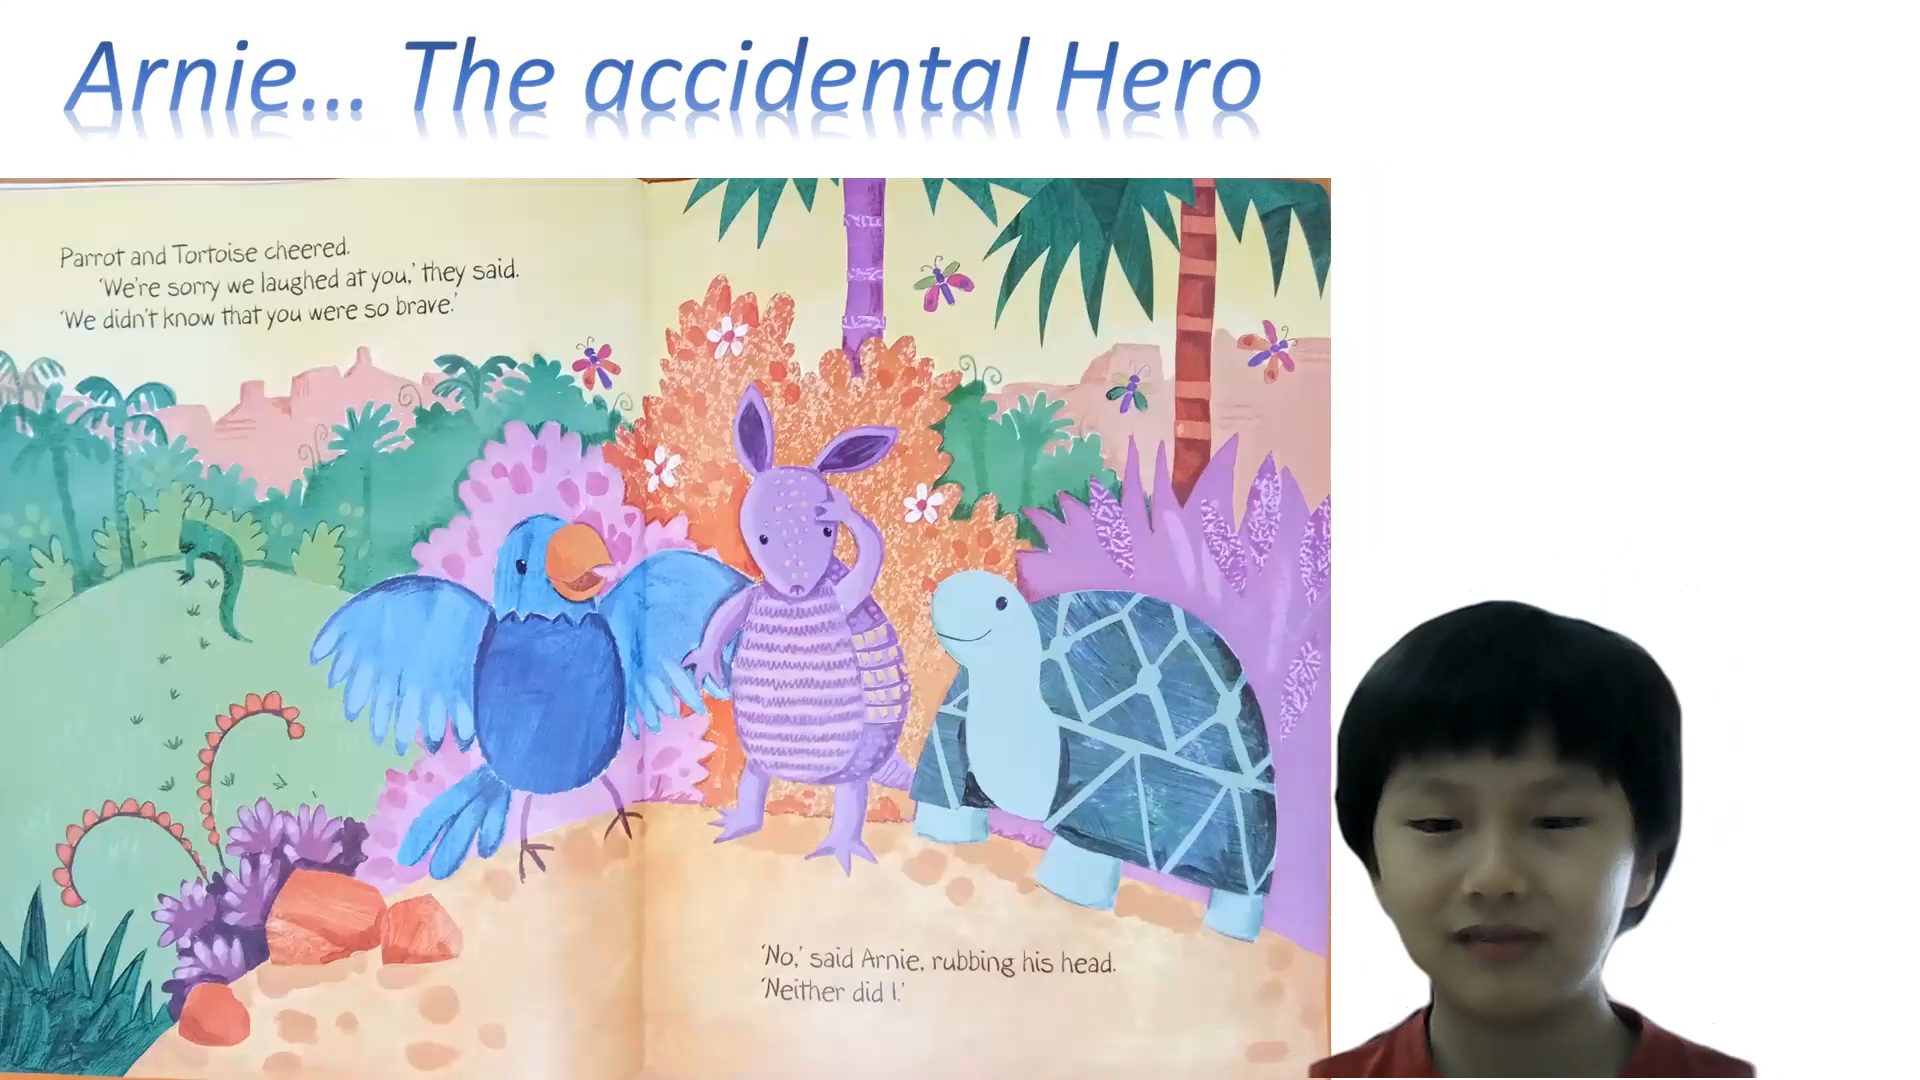 Arnie... The accidental Hero
Parrot and Tortoise cheered.
'We're sorry we laughed at you,' they said.
'We didn't know that you were so brave.'
'No,' said Arnie, rubbing his head.
'Neither did I.'